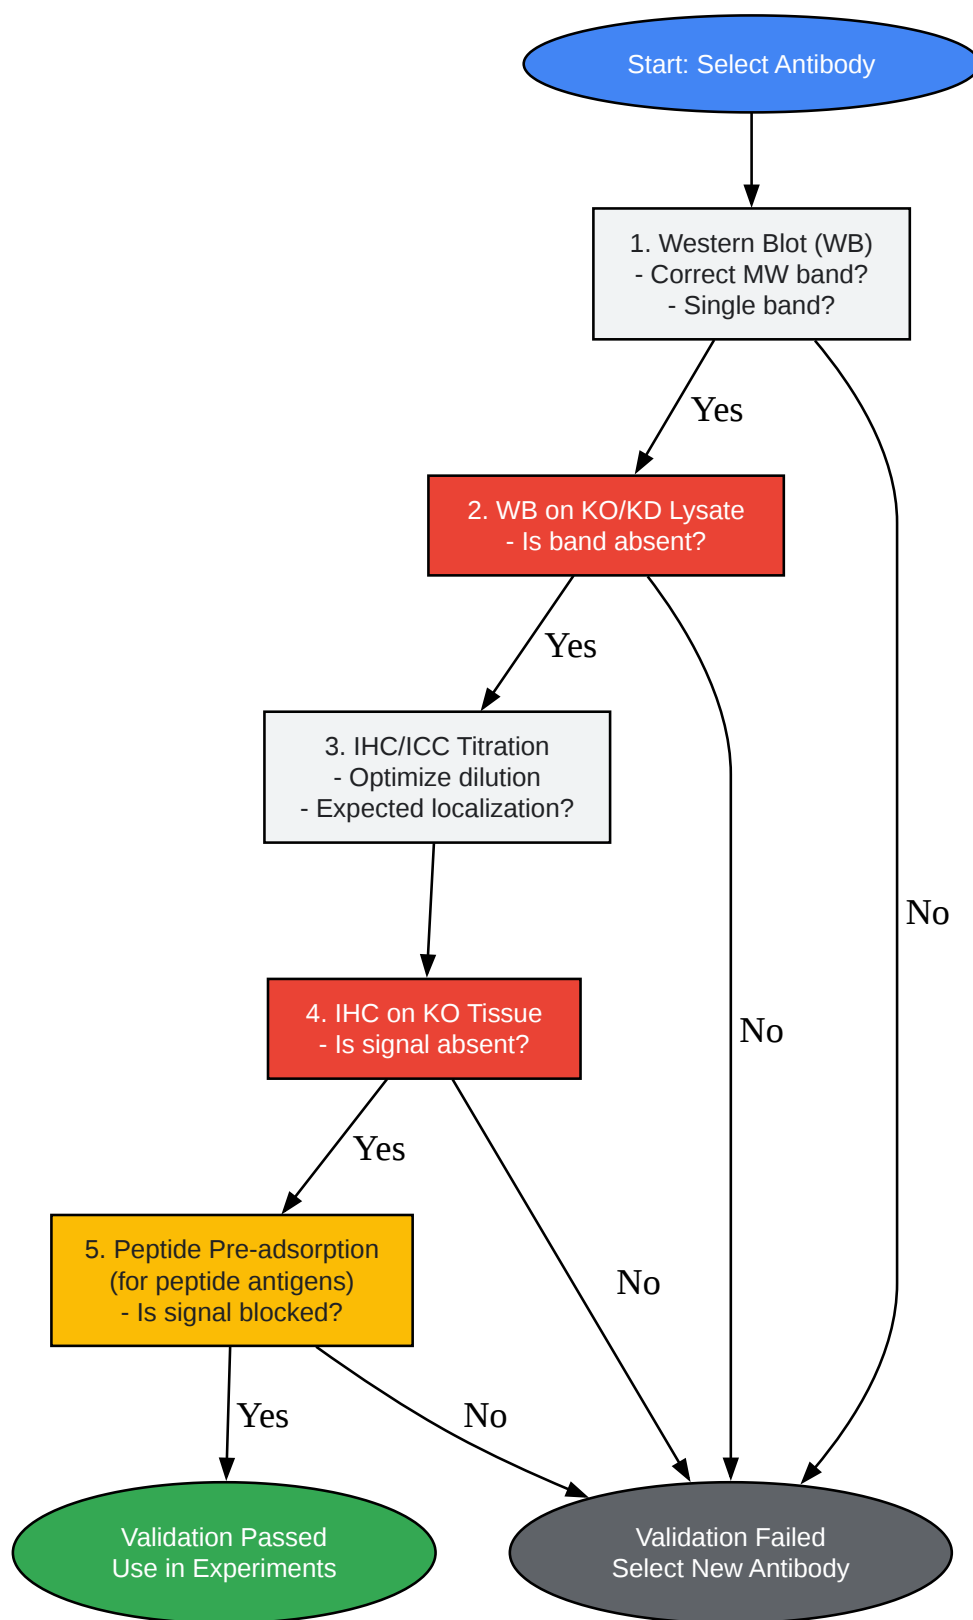 Start: Select Antibody
1. Western Blot (WB)
- Correct MW band?
- Single band?
Yes
2. WB on KO/KD Lysate
- Is band absent?
Yes
3. IHC/ICC Titration
- Optimize dilution
- Expected localization?
No
4. IHC on KO Tissue
- Is signal absent?
No
Yes
5. Peptide Pre-adsorption
(for peptide antigens)
- Is signal blocked?
No
Yes
No
Validation Passed
Use in Experiments
Validation Failed
Select New Antibody